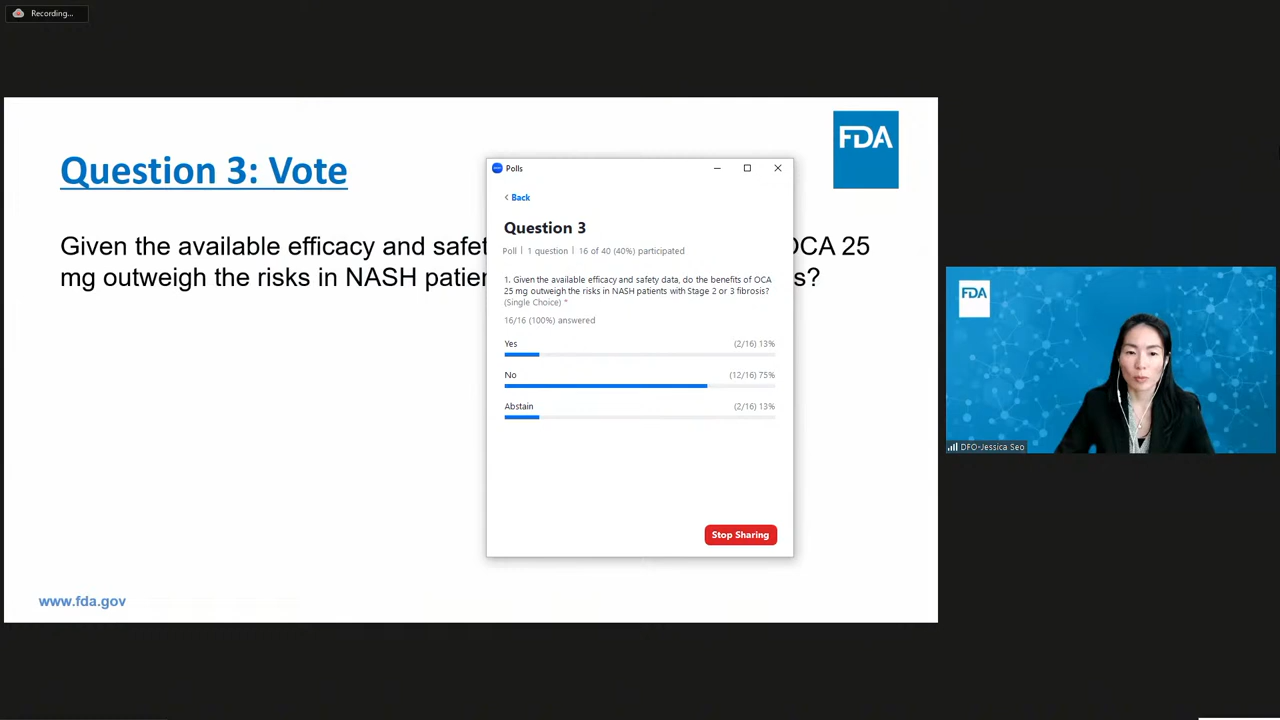 Recording...
FDA
Question 3: Vote
Given the available efficacy and safet
OCA 25
mg outweigh the risks in NASH patien
s?
www.fda.gov
Polls
Back
Question 3
Poll | 1 question | 16 of 40 (40%) participated
1. Given the available efficacy and safety data, do the benefits of OCA
25 mg outweigh the risks in NASH patients with Stage 2 or 3 fibrosis?
(Single Choice) *
16/16 (100%) answered
Yes (2/16) 13%
No (12/16) 75%
Abstain (2/16) 13%
Stop Sharing
FDA
DFO-Jessica Seo